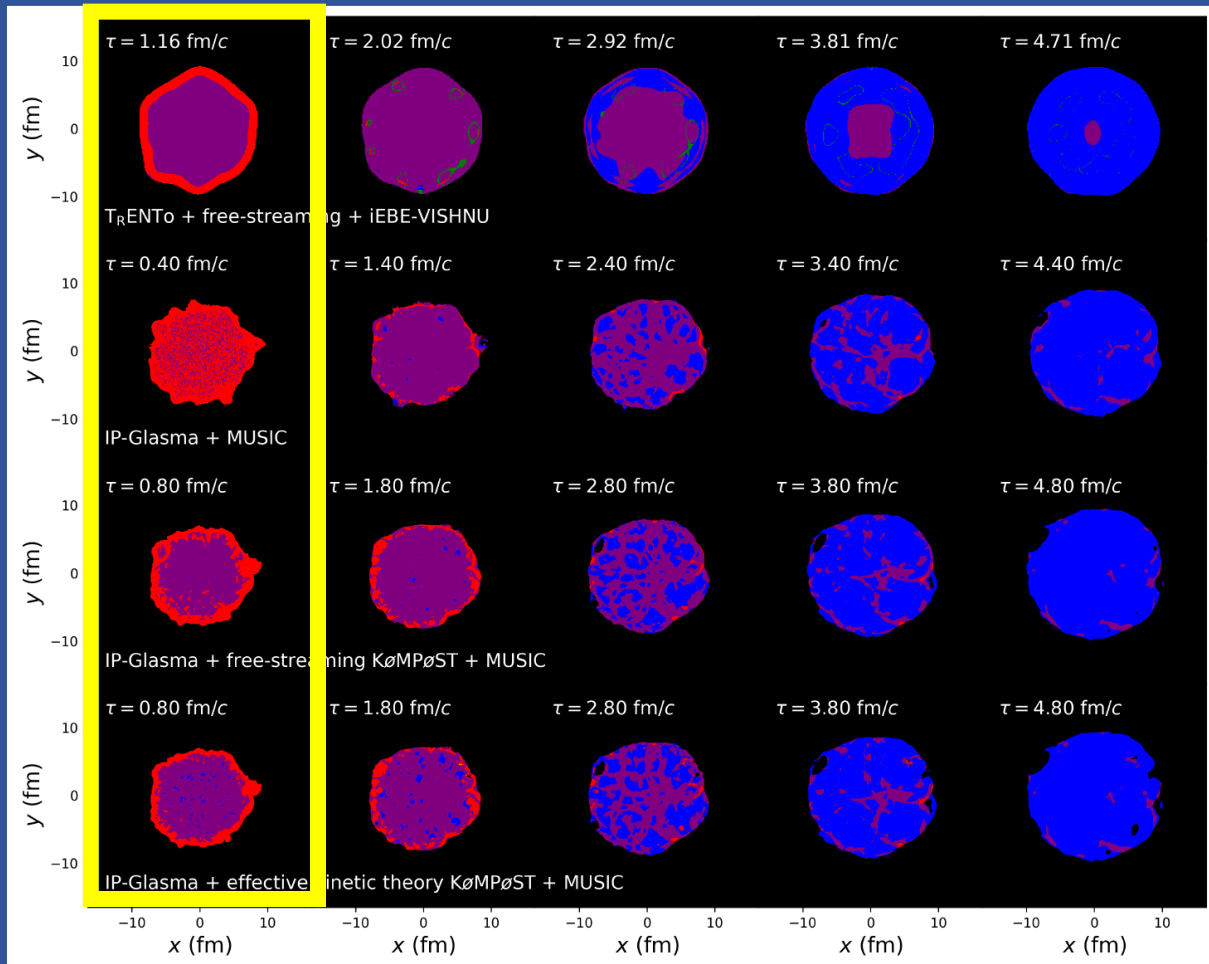 τ = 1.16 fm/c τ = 2.02 fm/c τ = 2.92 fm/c τ = 3.81 fm/c τ = 4.71 fm/c
10
y (fm)
0
−10
TRENTo + free-streaming + iEBE-VISHNU
τ = 0.40 fm/c τ = 1.40 fm/c τ = 2.40 fm/c τ = 3.40 fm/c τ = 4.40 fm/c
10
y (fm)
0
−10
IP-Glasma + MUSIC
τ = 0.80 fm/c τ = 1.80 fm/c τ = 2.80 fm/c τ = 3.80 fm/c τ = 4.80 fm/c
10
y (fm)
0
−10
IP-Glasma + free-streaming KøMPøST + MUSIC
τ = 0.80 fm/c τ = 1.80 fm/c τ = 2.80 fm/c τ = 3.80 fm/c τ = 4.80 fm/c
10
y (fm)
0
−10
IP-Glasma + effective kinetic theory KøMPøST + MUSIC
−10 0 10 −10 0 10 −10 0 10 −10 0 10 −10 0 10
x (fm) x (fm) x (fm) x (fm) x (fm)